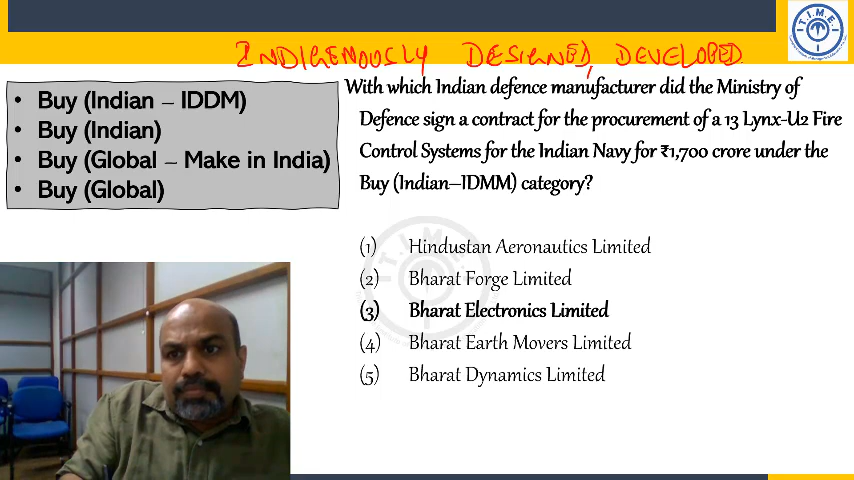 T.I.M.E.
INDIGENOUSLY DESIGNED, DEVELOPED
• Buy (Indian – IDDM)
• Buy (Indian)
• Buy (Global – Make in India)
• Buy (Global)
With which Indian defence manufacturer did the Ministry of
Defence sign a contract for the procurement of a 13 Lynx-U2 Fire
Control Systems for the Indian Navy for ₹1,700 crore under the
Buy (Indian–IDMM) category?
(1) Hindustan Aeronautics Limited
(2) Bharat Forge Limited
(3) Bharat Electronics Limited
(4) Bharat Earth Movers Limited
(5) Bharat Dynamics Limited
T.I.M.E.